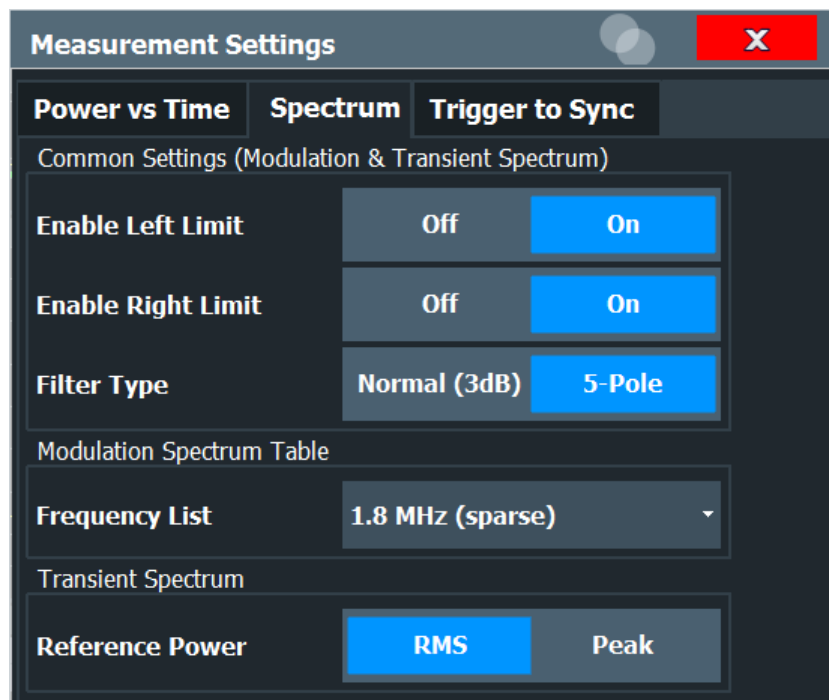 Measurement Settings X
Power vs Time Spectrum Trigger to Sync
Common Settings (Modulation & Transient Spectrum)
Enable Left Limit Off On
Enable Right Limit Off On
Filter Type Normal (3dB) 5-Pole
Modulation Spectrum Table
Frequency List 1.8 MHz (sparse)
Transient Spectrum
Reference Power RMS Peak